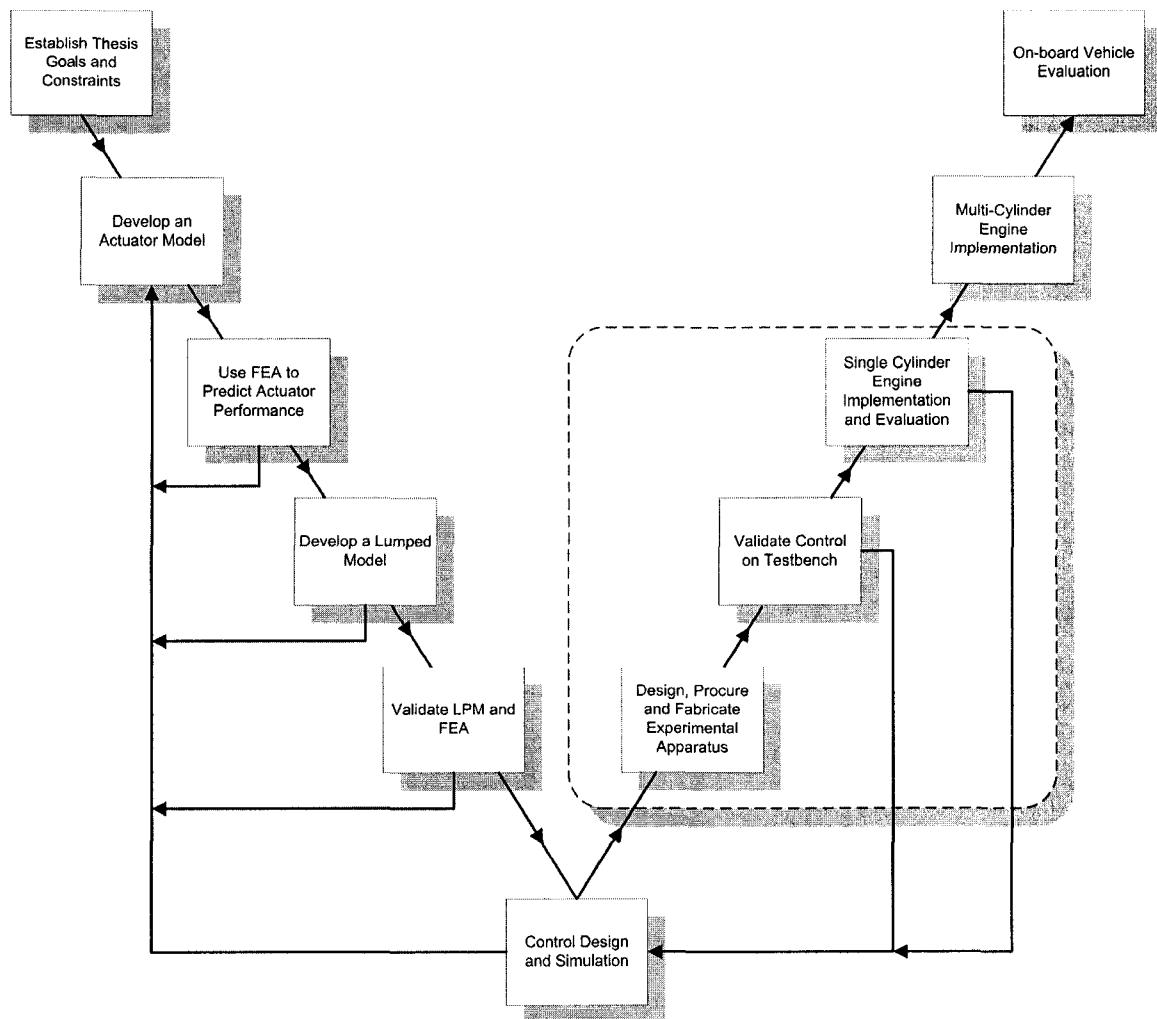 Establish Thesis
Goals and
Constraints
On-board Vehicle
Evaluation
Develop an
Actuator Model
Multi-Cylinder
Engine
Implementation
Use FEA to
Predict Actuator
Performance
Single Cylinder
Engine
Implementation
and Evaluation
Develop a Lumped
Model
Validate Control
on Testbench
Validate LPM and
FEA
Design, Procure
and Fabricate
Experimental
Apparatus
Control Design
and Simulation